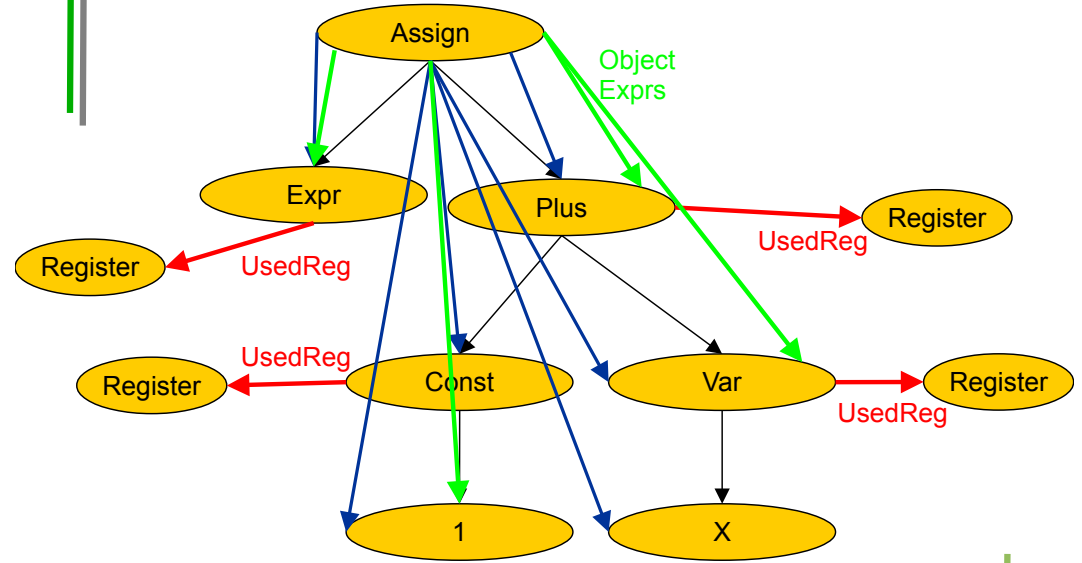 Assign
Object
Exprs
Expr
Plus
Register
UsedReg
Register
UsedReg
UsedReg
Register
Const
Var
Register
UsedReg
1
X